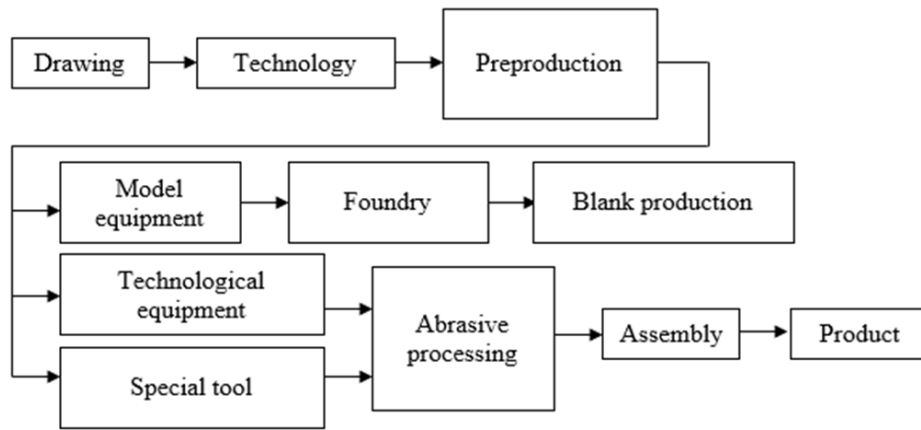 Drawing
Technology
Preproduction
Model
equipment
Foundry
Blank production
Technological
equipment
Abrasive
processing
Assembly
Product
Special tool